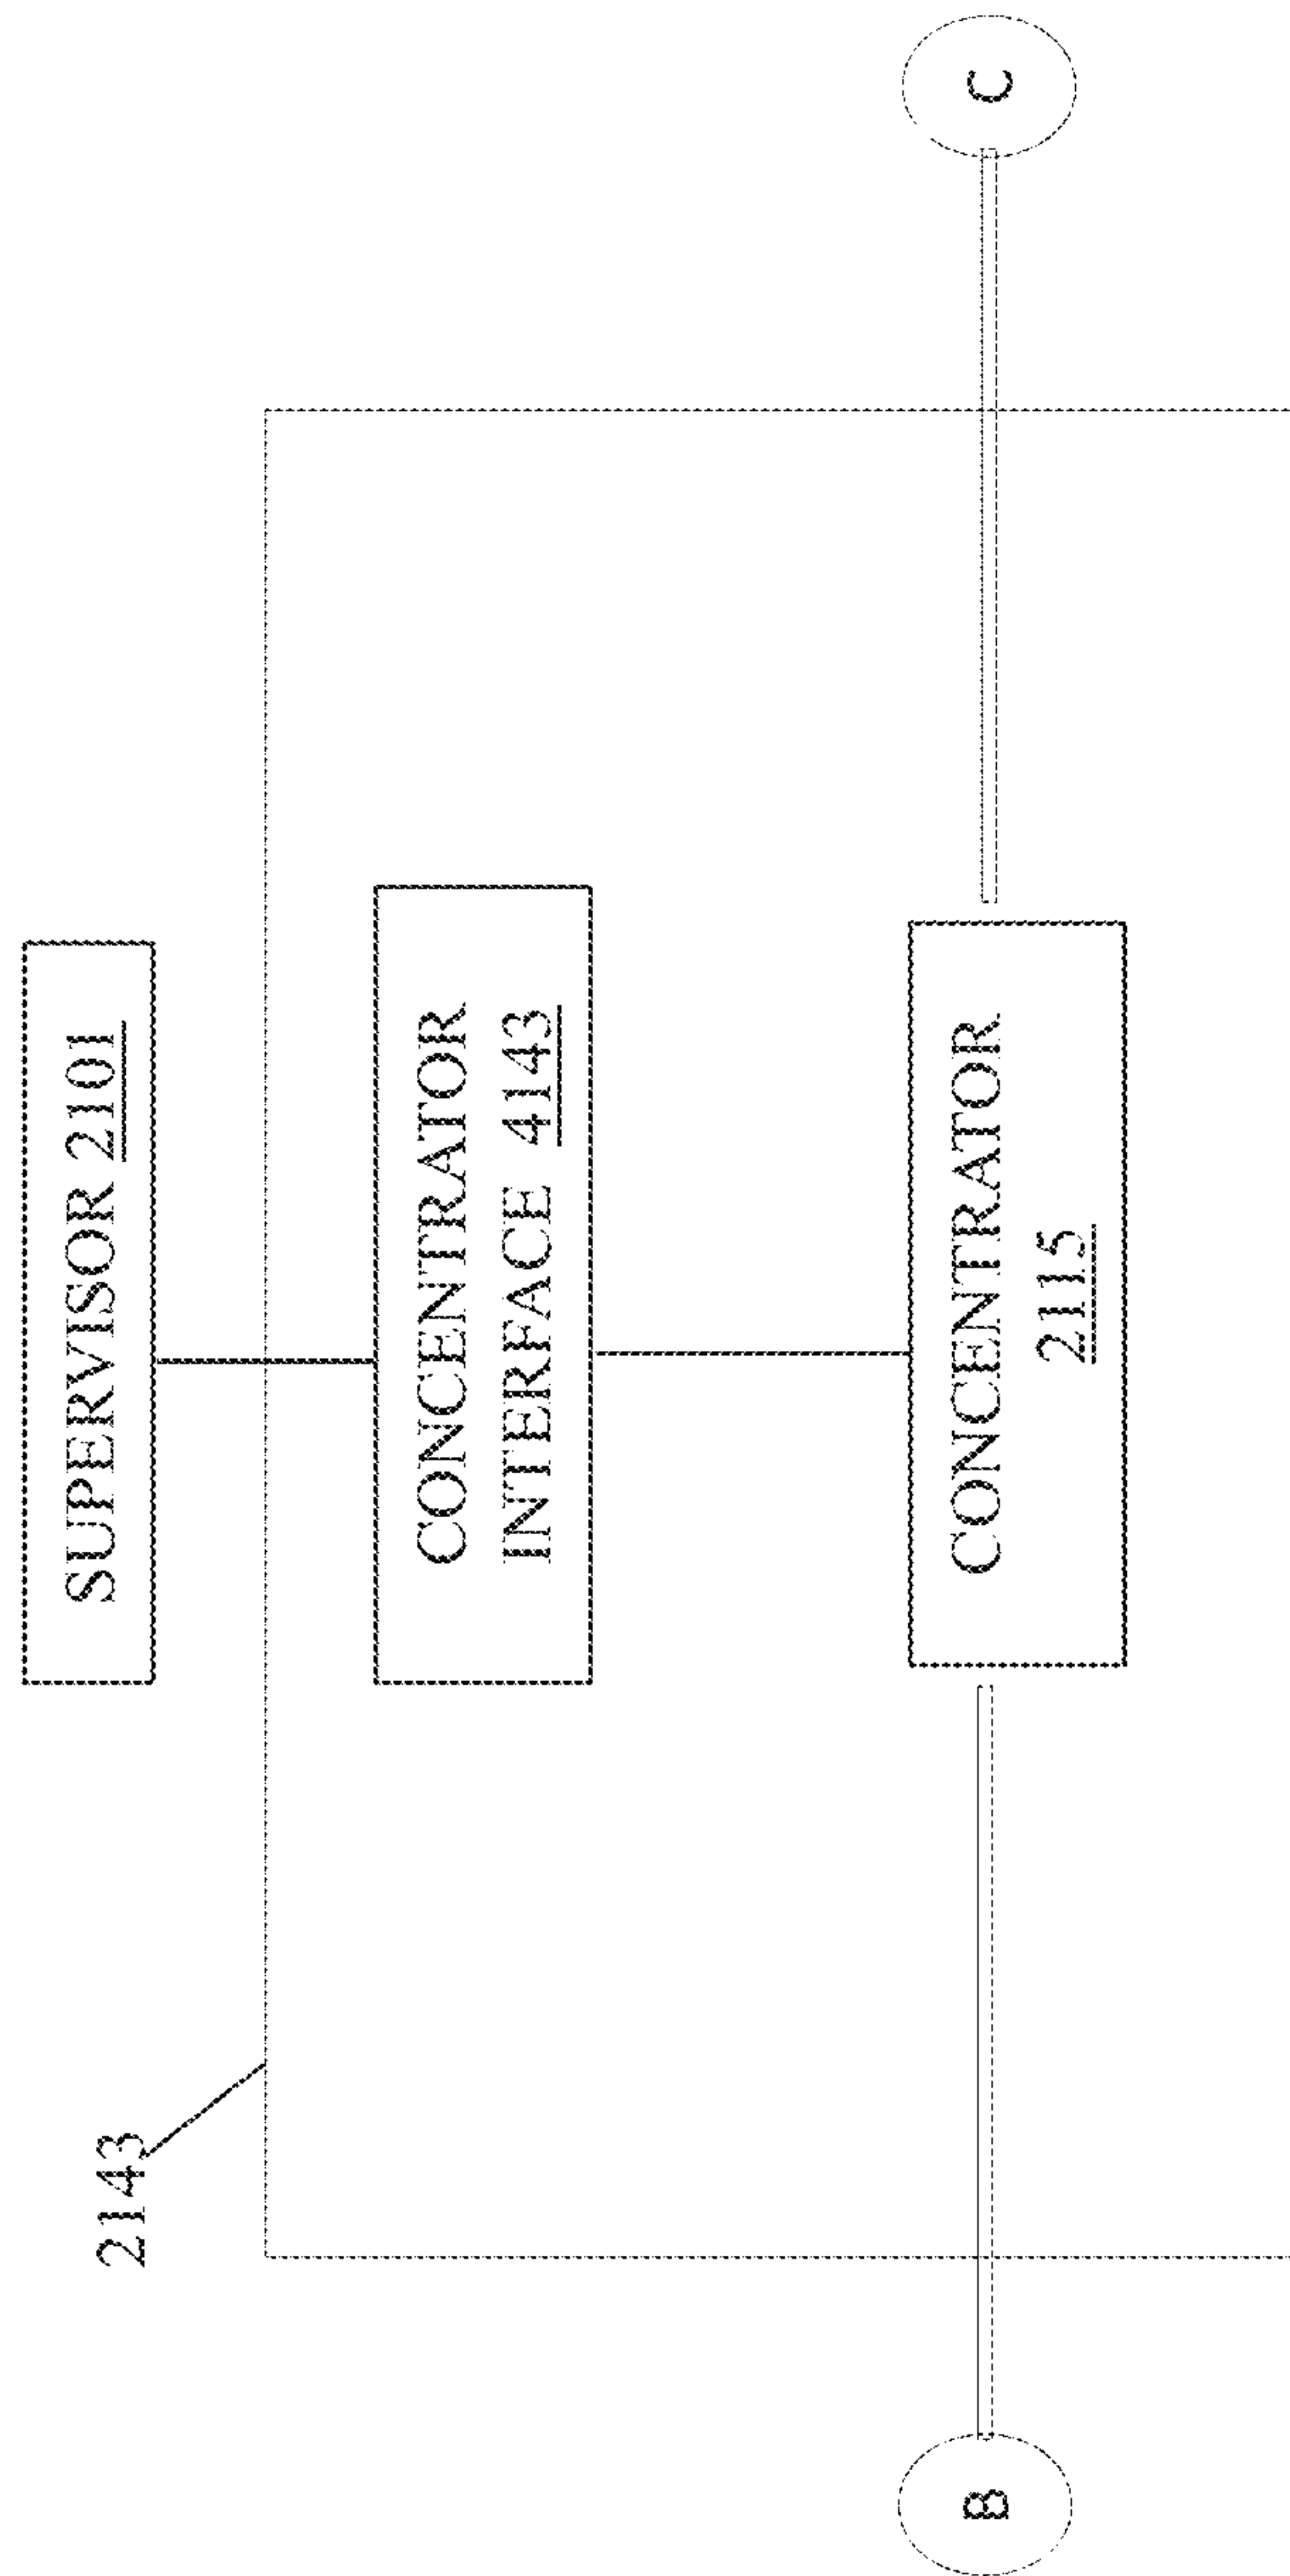 SUPERVISOR 2101
2143
CONCENTRATOR
INTERFACE 4143
B
CONCENTRATOR
2115
C